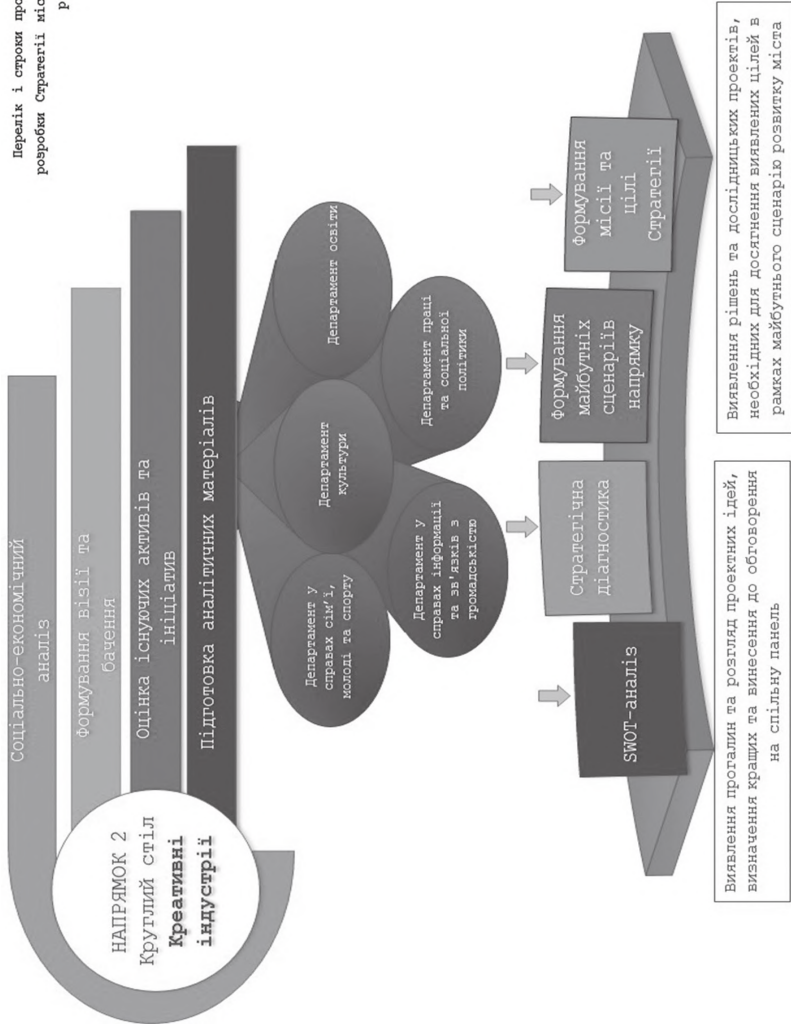 Перелік і строки про
розробки Стратегії міс
р
НАПРЯМОК 2
Круглий стіл
Креативні
індустрії
Соціально-економічний
аналіз
Формування візії та
бачення
Оцінка існуючих активів та
ініціатив
Підготовка аналітичних матеріалів
Департамент у
справах сім'ї,
молоді та спорту
Департамент
культури
Департамент освіти
Департамент у
справах інформації
та зв'язків з
громадськістю
Департамент праці
та соціальної
політики
SWOT-аналіз
Стратегічна
діагностика
Формування
майбутніх
сценаріїв
напрямку
Формування
місії та
цілі
Стратегії
Виявлення прогалин та розгляд проектних ідей,
визначення кращих та винесення до обговорення
на спільну панель
Виявлення рішень та дослідницьких проектів,
необхідних для досягнення виявлених цілей в
рамках майбутнього сценарію розвитку міста